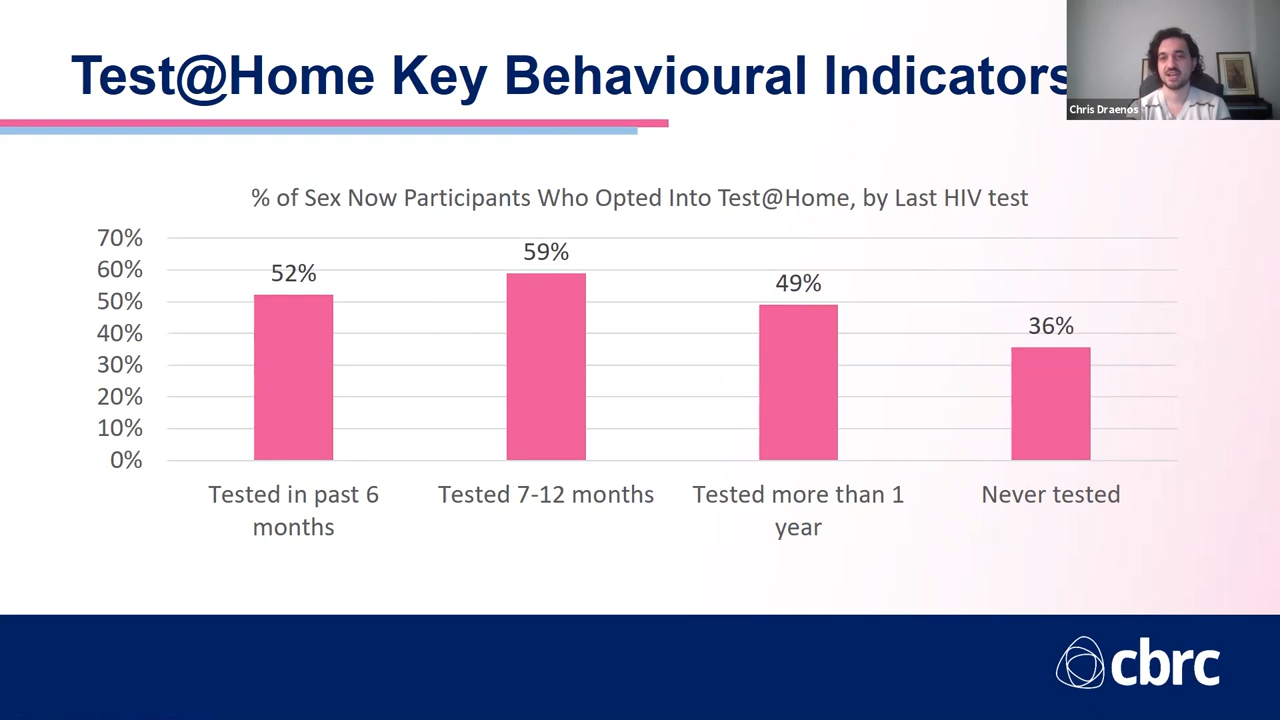 Test@Home Key Behavioural Indicators
Chris Draenos
% of Sex Now Participants Who Opted Into Test@Home, by Last HIV test
70%
60%
50%
40%
30%
20%
10%
0%
52%
59%
49%
36%
Tested in past 6
months
Tested 7-12 months
Tested more than 1
year
Never tested
cbrc